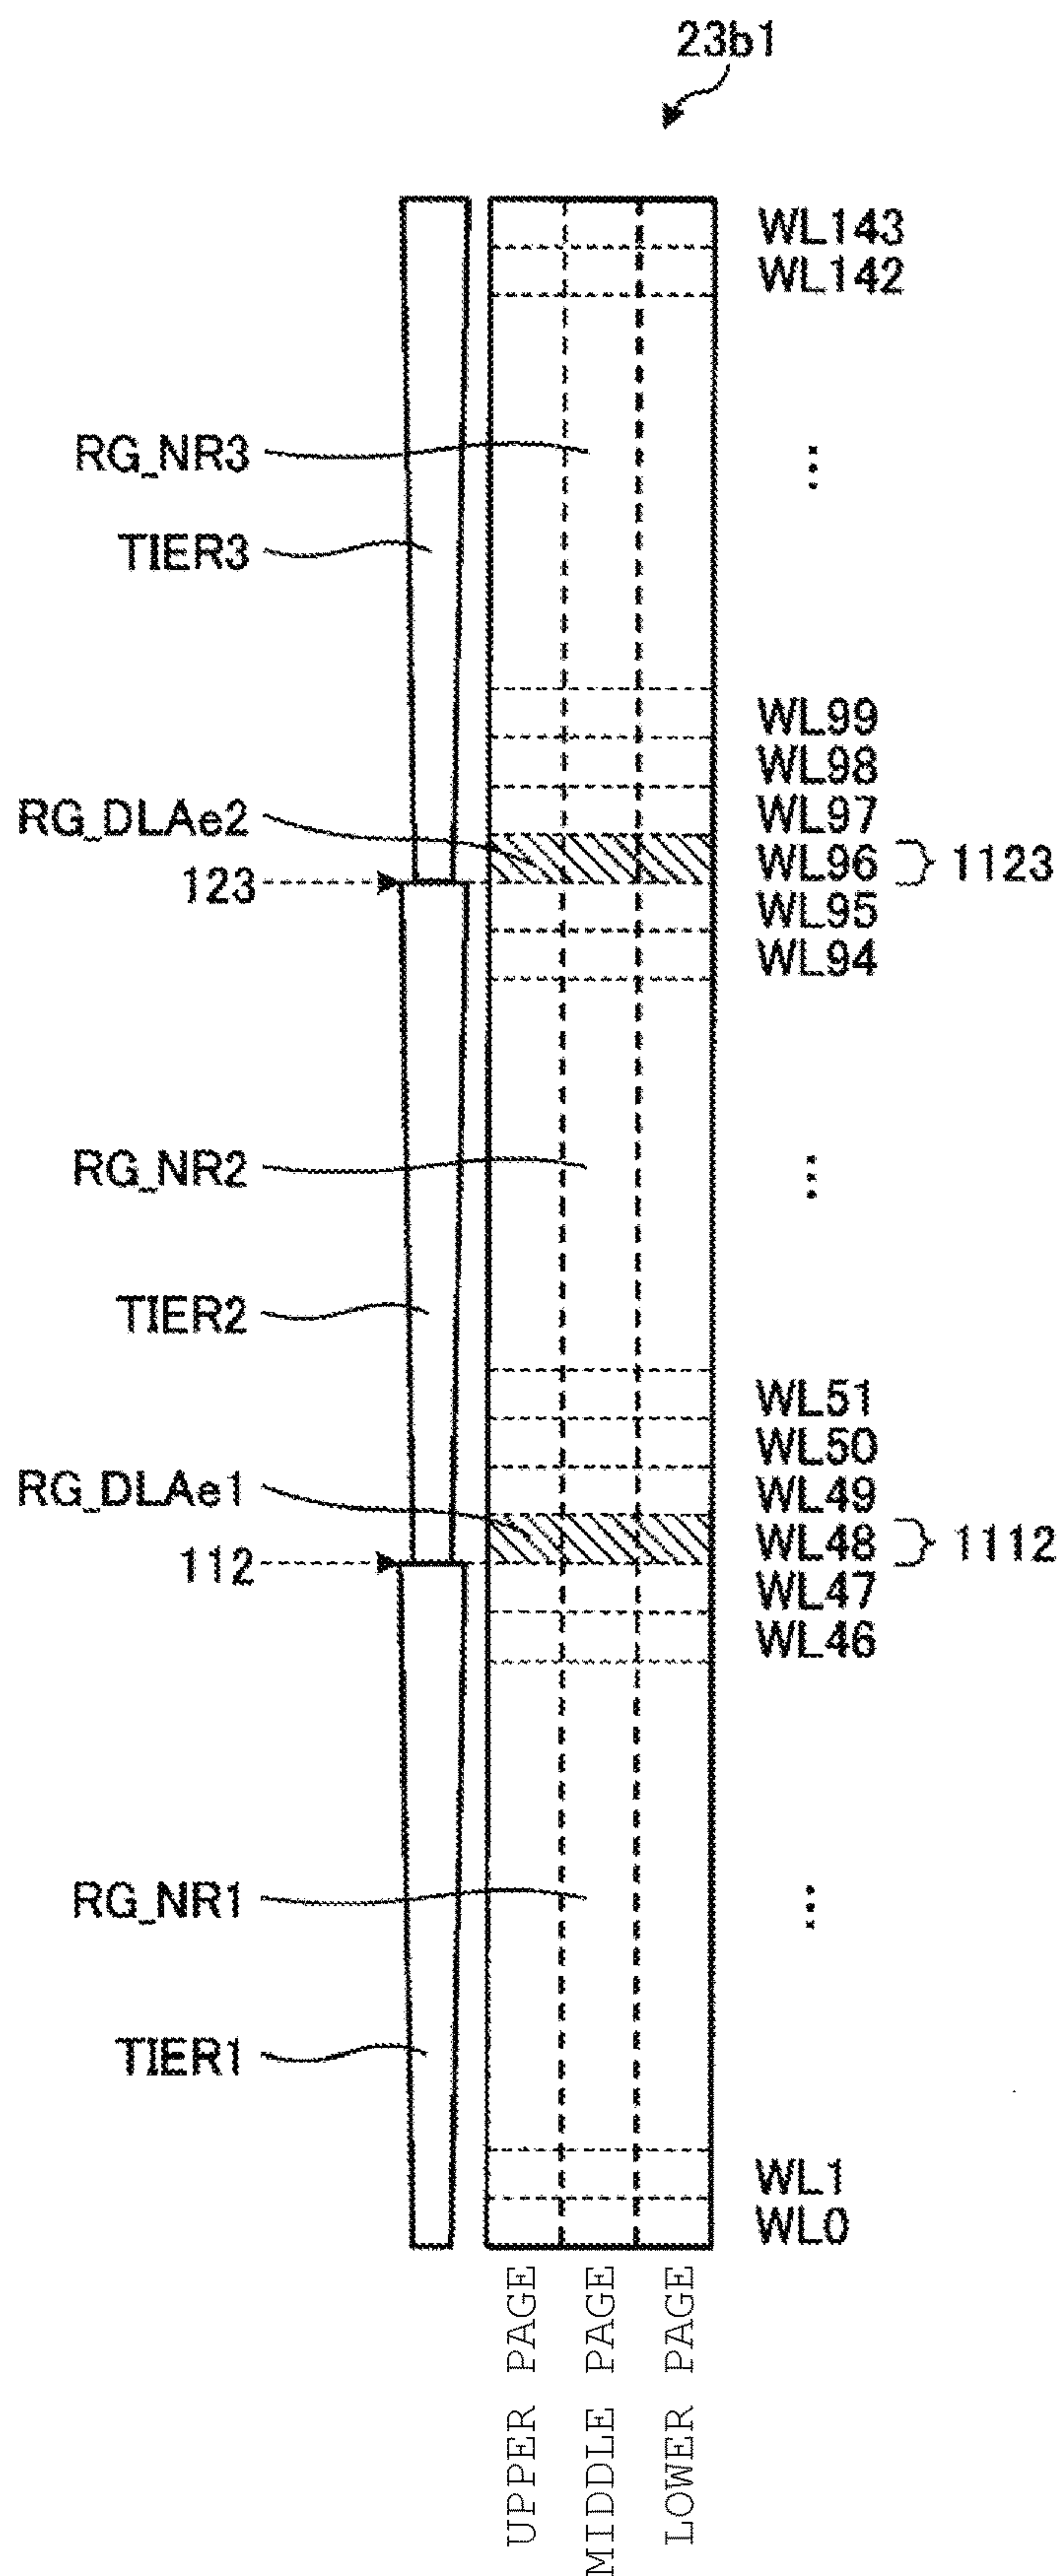 23b1
WL143
WL142
RG_NR3
...
TIER3
WL99
WL98
RG_DLAe2
WL97
WL96 } 1123
123
WL95
WL94
RG_NR2
...
TIER2
WL51
WL50
RG_DLAe1
WL49
WL48 } 1112
112
WL47
WL46
RG_NR1
...
TIER1
WL1
WL0
UPPER PAGE
MIDDLE PAGE
LOWER PAGE